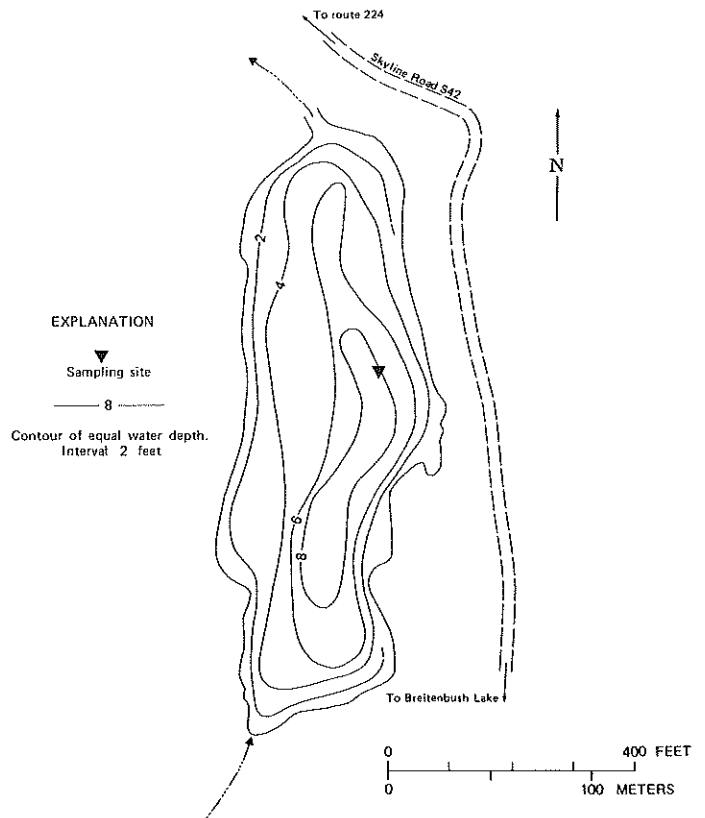 To route 224
Skyline Road S42
N
2
4
EXPLANATION
Sampling site
8
Contour of equal water depth.
Interval 2 feet
6
8
To Breitenbush Lake
0 400 FEET
0 100 METERS